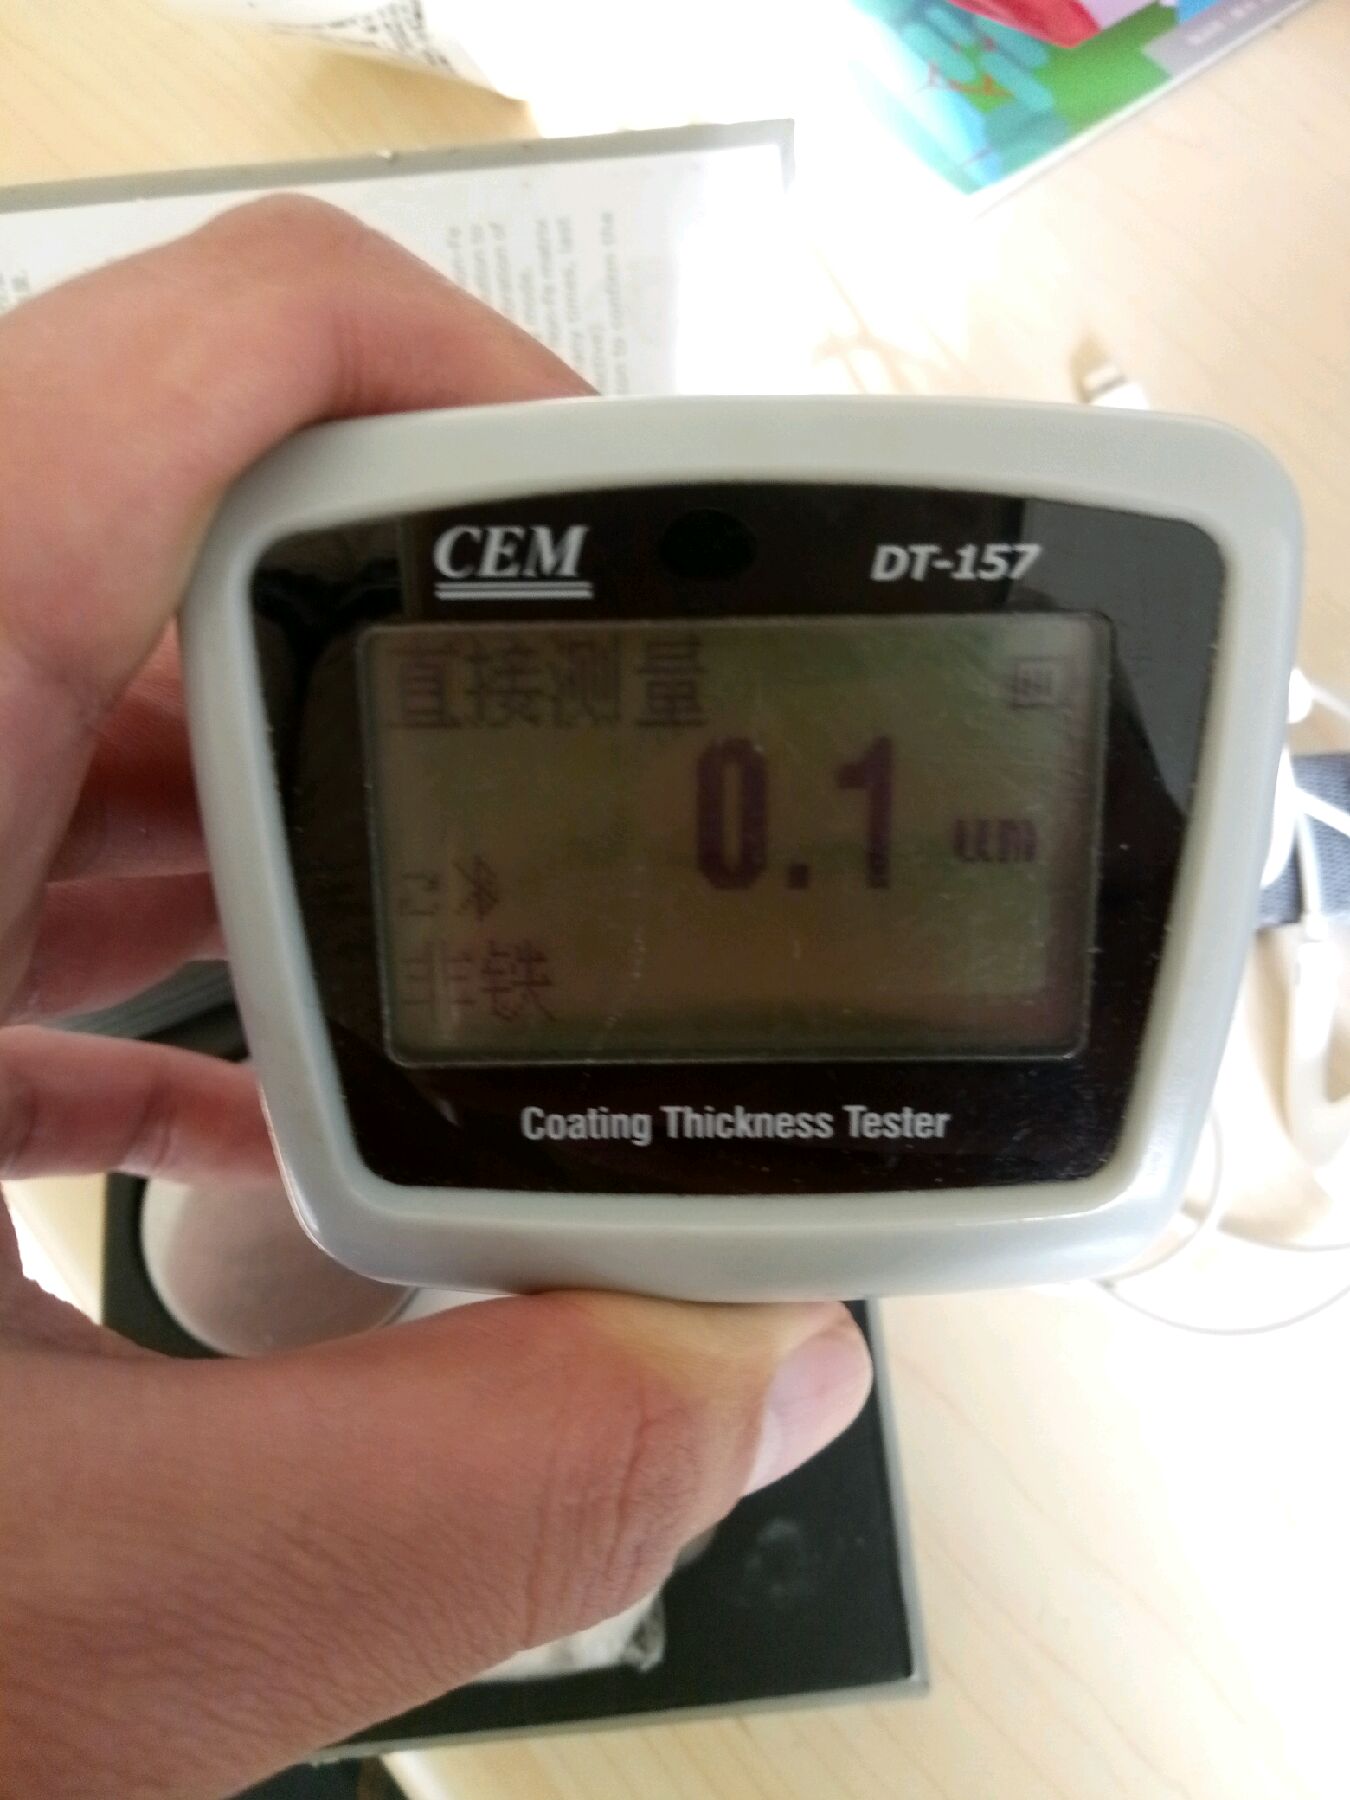 CEM DT-157
直接测量
0.1 um
非铁
Coating Thickness Tester